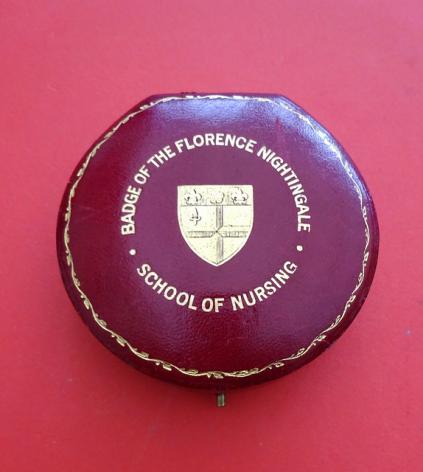 BADGE OF THE FLORENCE NIGHTINGALE
• SCHOOL OF NURSING •